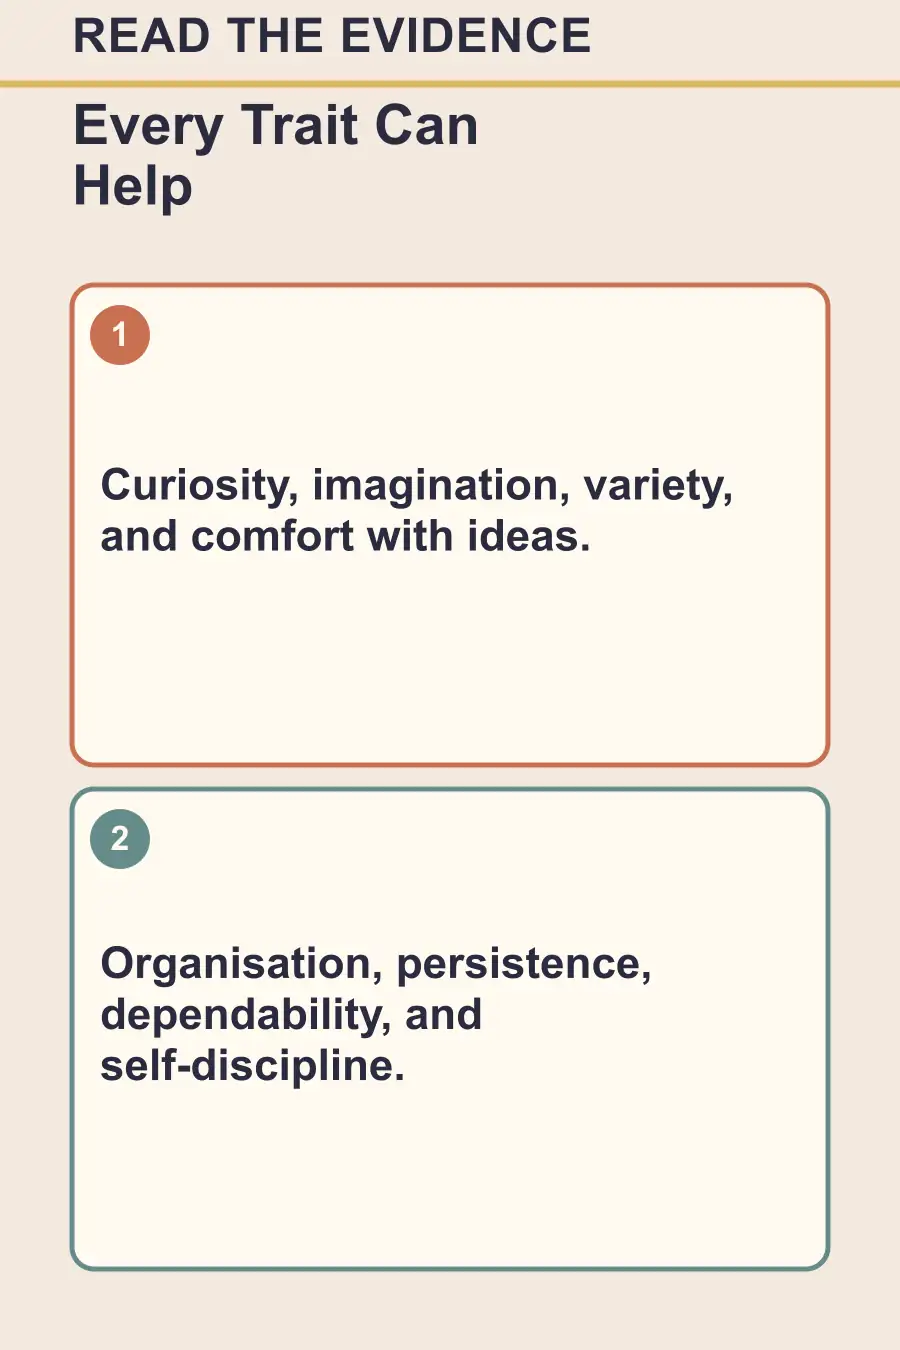 READ THE EVIDENCE
Every Trait Can
Help
1
Curiosity, imagination, variety,
and comfort with ideas.
2
Organisation, persistence,
dependability, and
self-discipline.